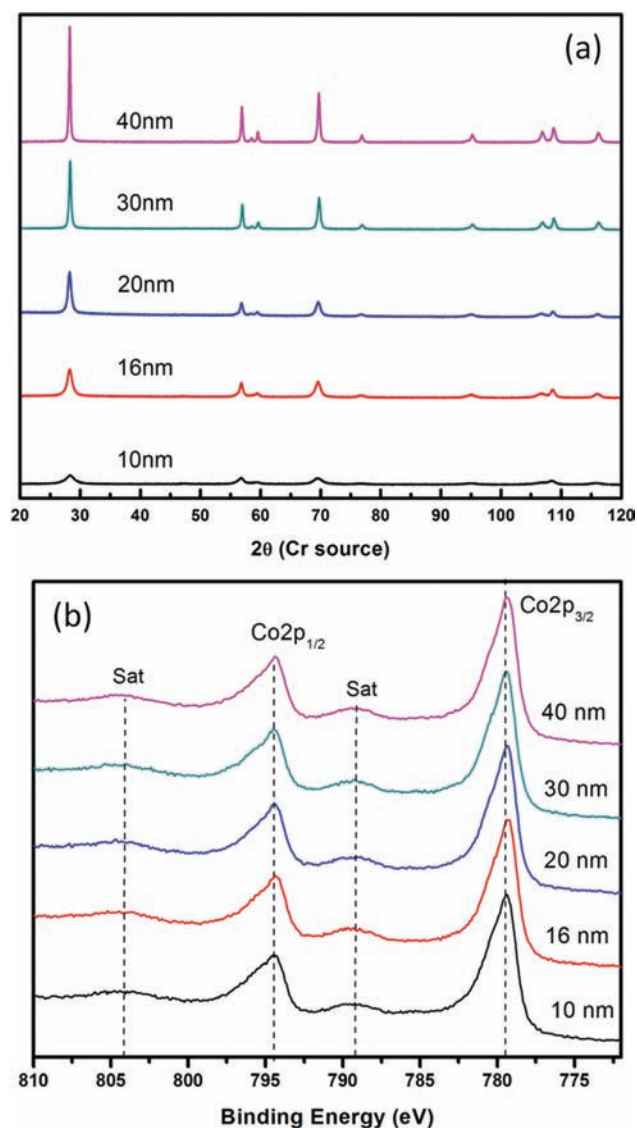 (a)
40nm
30nm
20nm
16nm
10nm
20 30 40 50 60 70 80 90 100 110 120
2θ (Cr source)
(b)
Co2p3/2
Co2p1/2
Sat
Sat
40 nm
30 nm
20 nm
16 nm
10 nm
810 805 800 795 790 785 780 775
Binding Energy (eV)